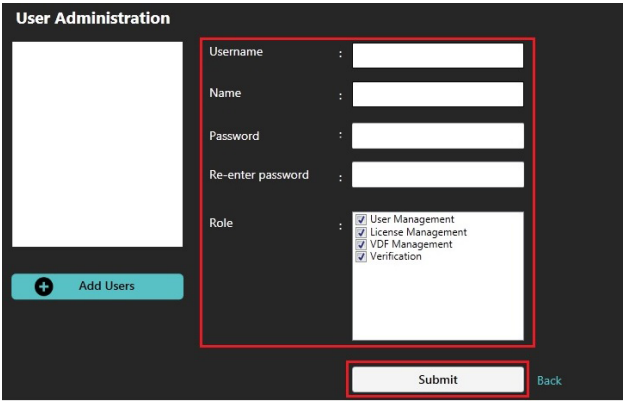 User Administration
Username :
Name :
Password :
Re-enter password :
Role :
User Management
License Management
VDF Management
Verification
Add Users
Submit
Back